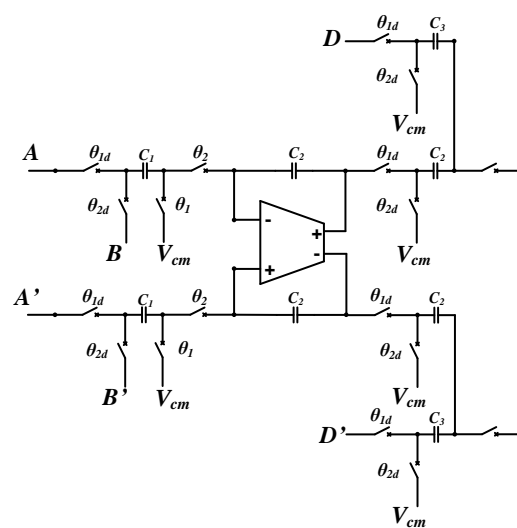 D θ1d C3
θ2d
Vcm
A θ1d C1 θ2 C2 θ1d C2
θ2d θ1 θ2d
B Vcm Vcm
- +
+ -
A' θ1d C1 θ2 C2 θ1d C2
θ2d θ1 θ2d
B' Vcm Vcm
D' θ1d C3
θ2d
Vcm